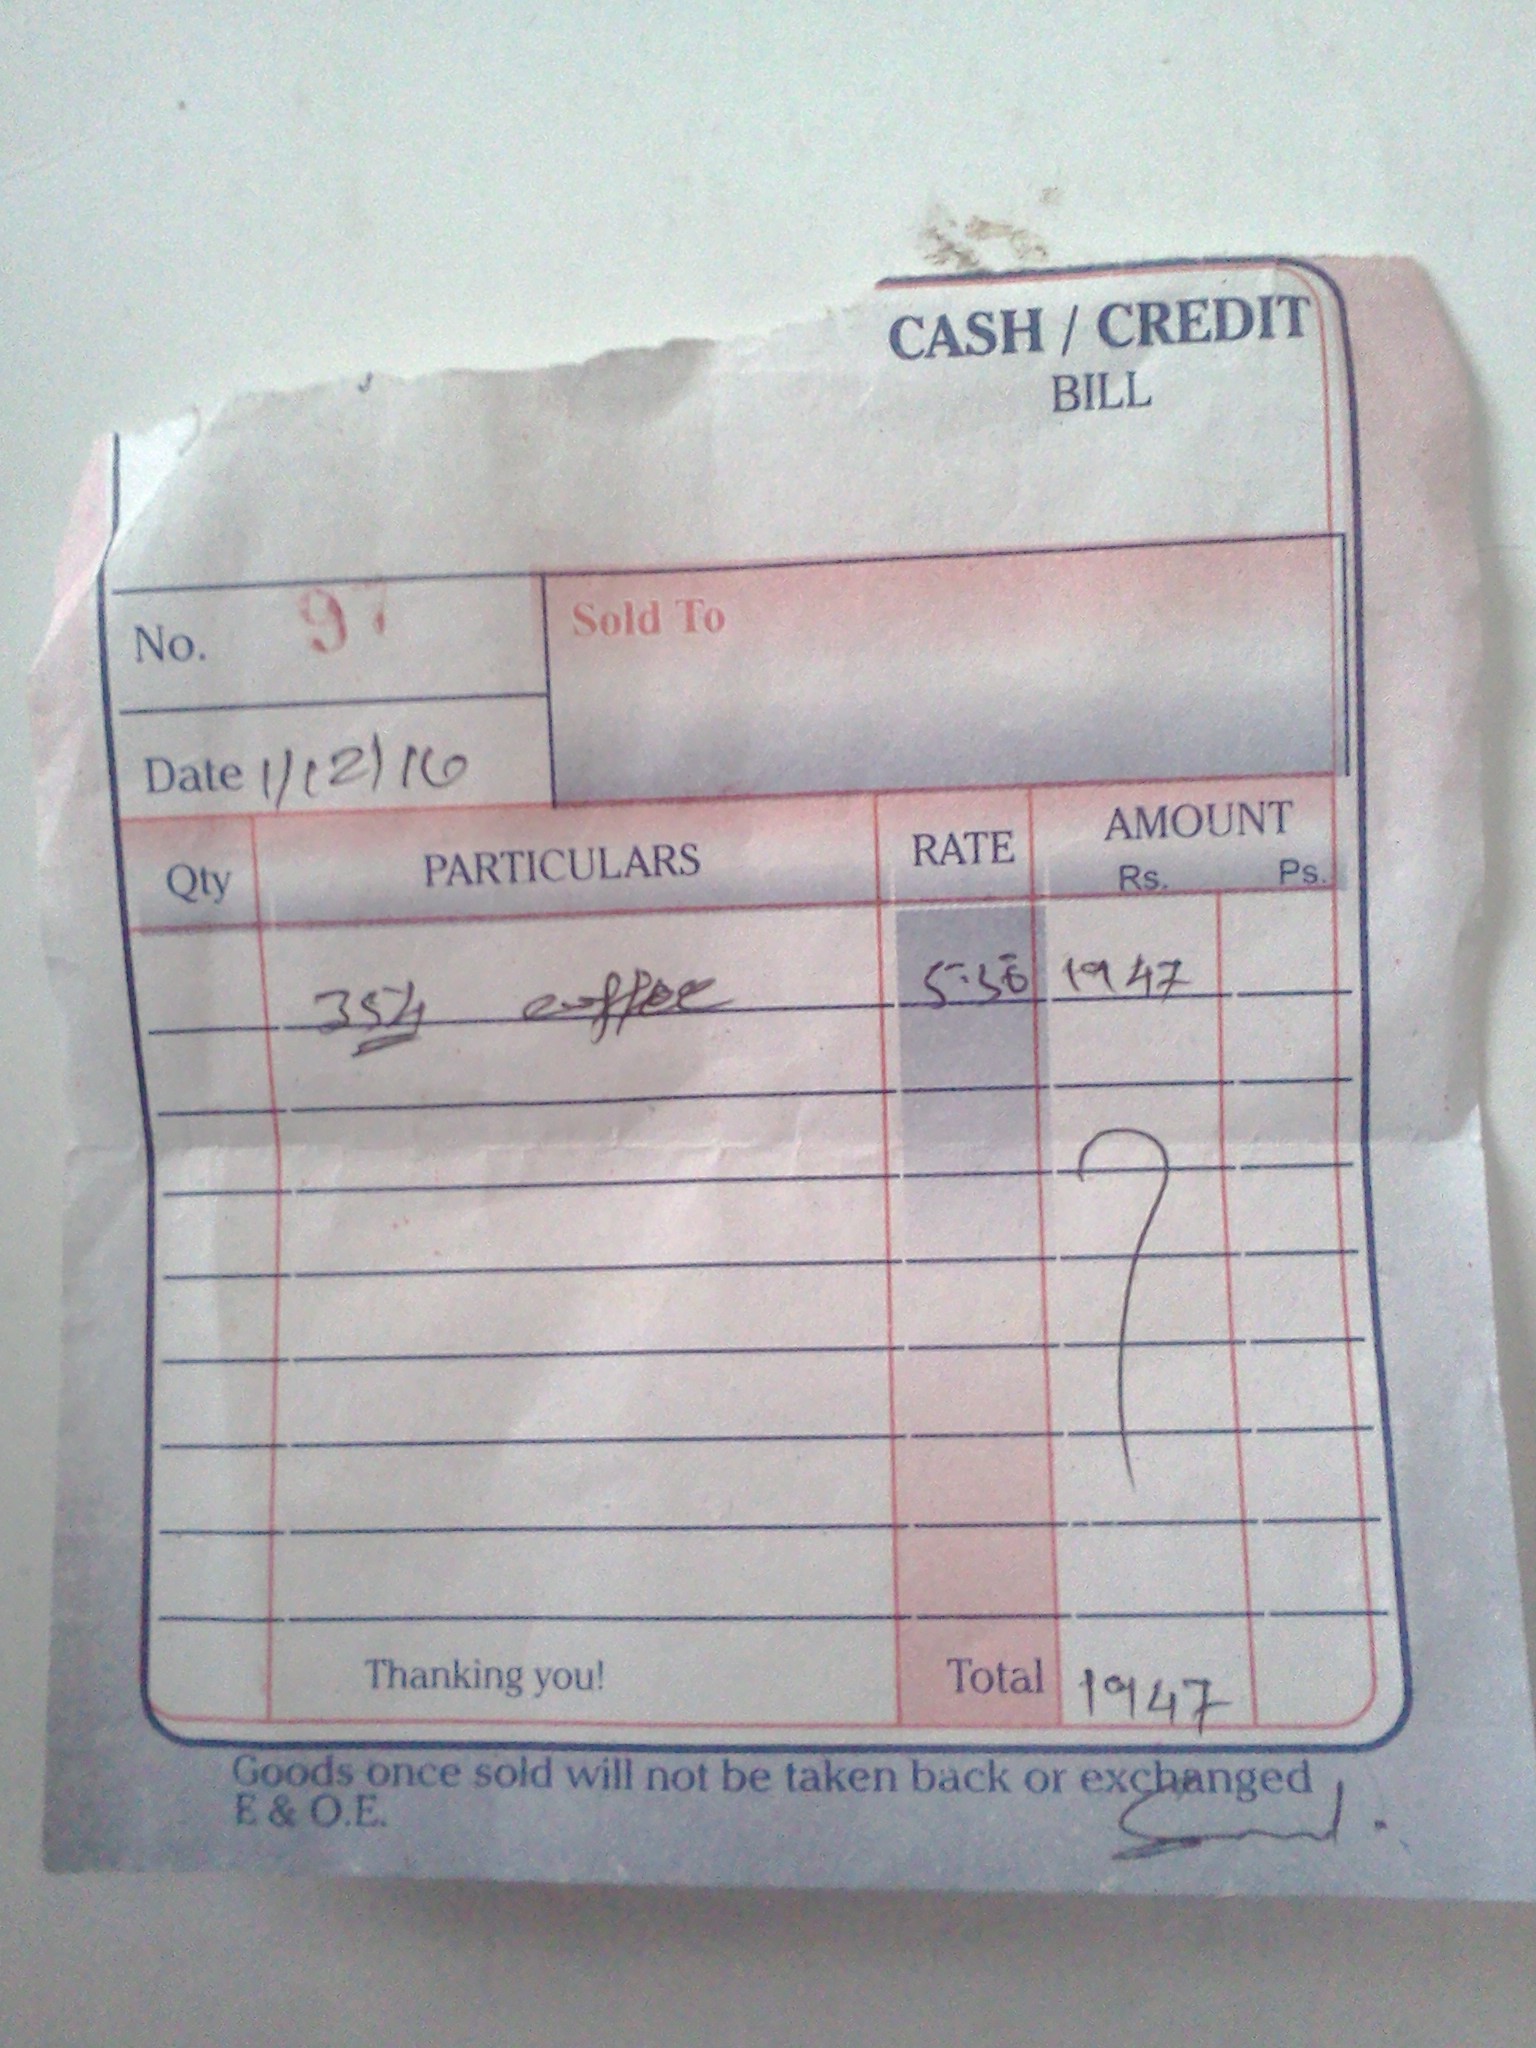 CASH / CREDIT
BILL
No. 97
Sold To
Date 1/12/16
Qty PARTICULARS RATE AMOUNT
Rs. Ps.
354 coffee 5.50 1947
Thanking you! Total 1947
Goods once sold will not be taken back or exchanged
E & O.E.